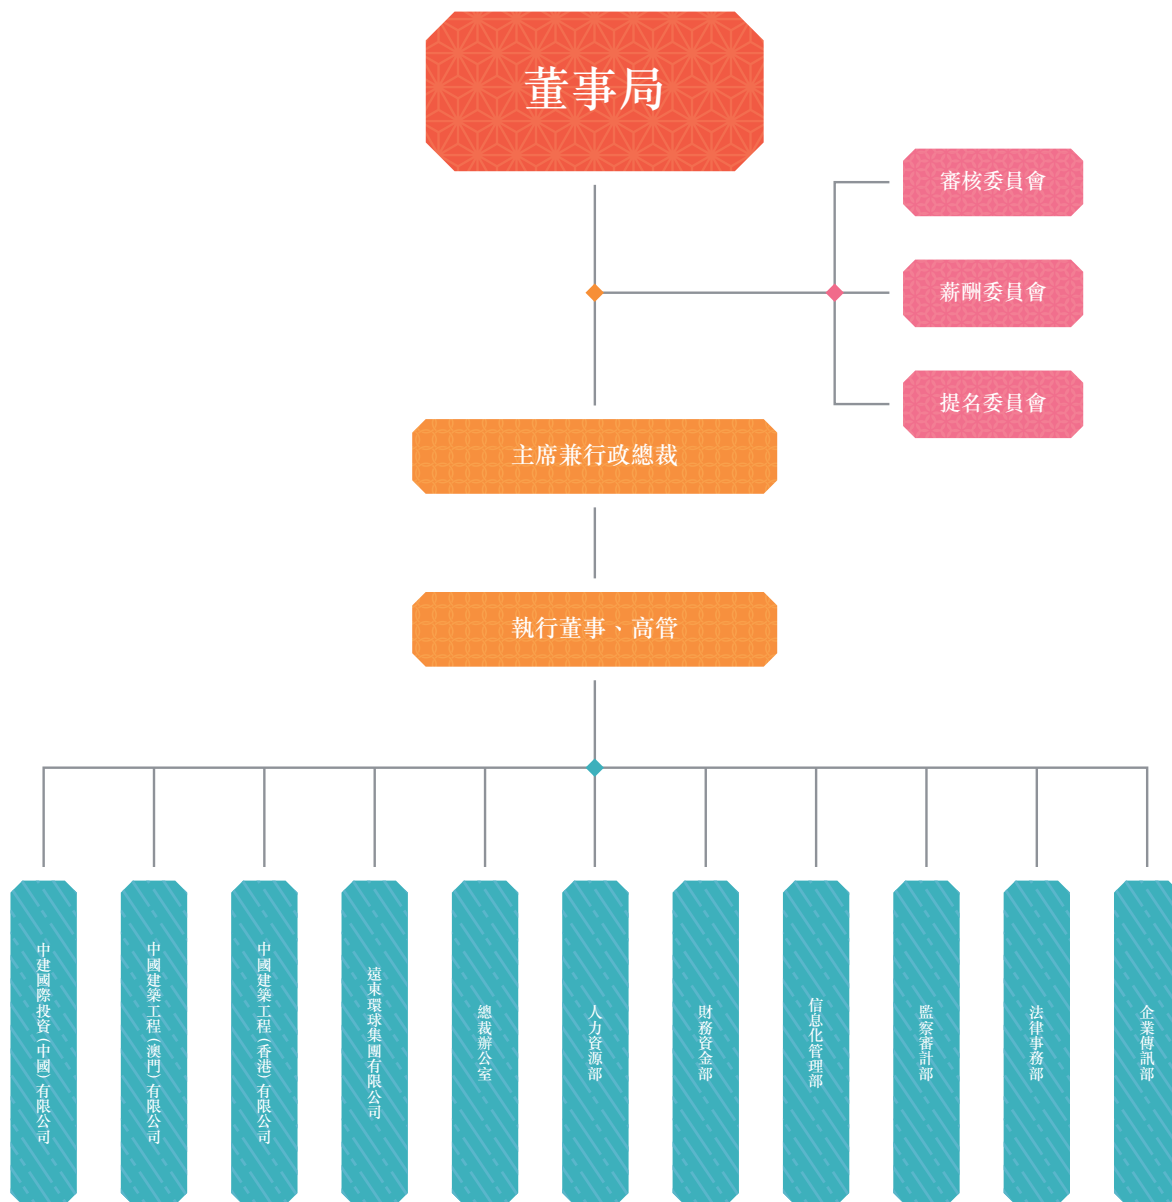 董事局
審核委員會
薪酬委員會
提名委員會
主席兼行政總裁
執行董事、高管
中建國際投資(中國)有限公司
中國建築工程(澳門)有限公司
中國建築工程(香港)有限公司
遠東環球集團有限公司
總裁辦公室
人力資源部
財務資金部
信息化管理部
監察審計部
法律事務部
企業傳訊部